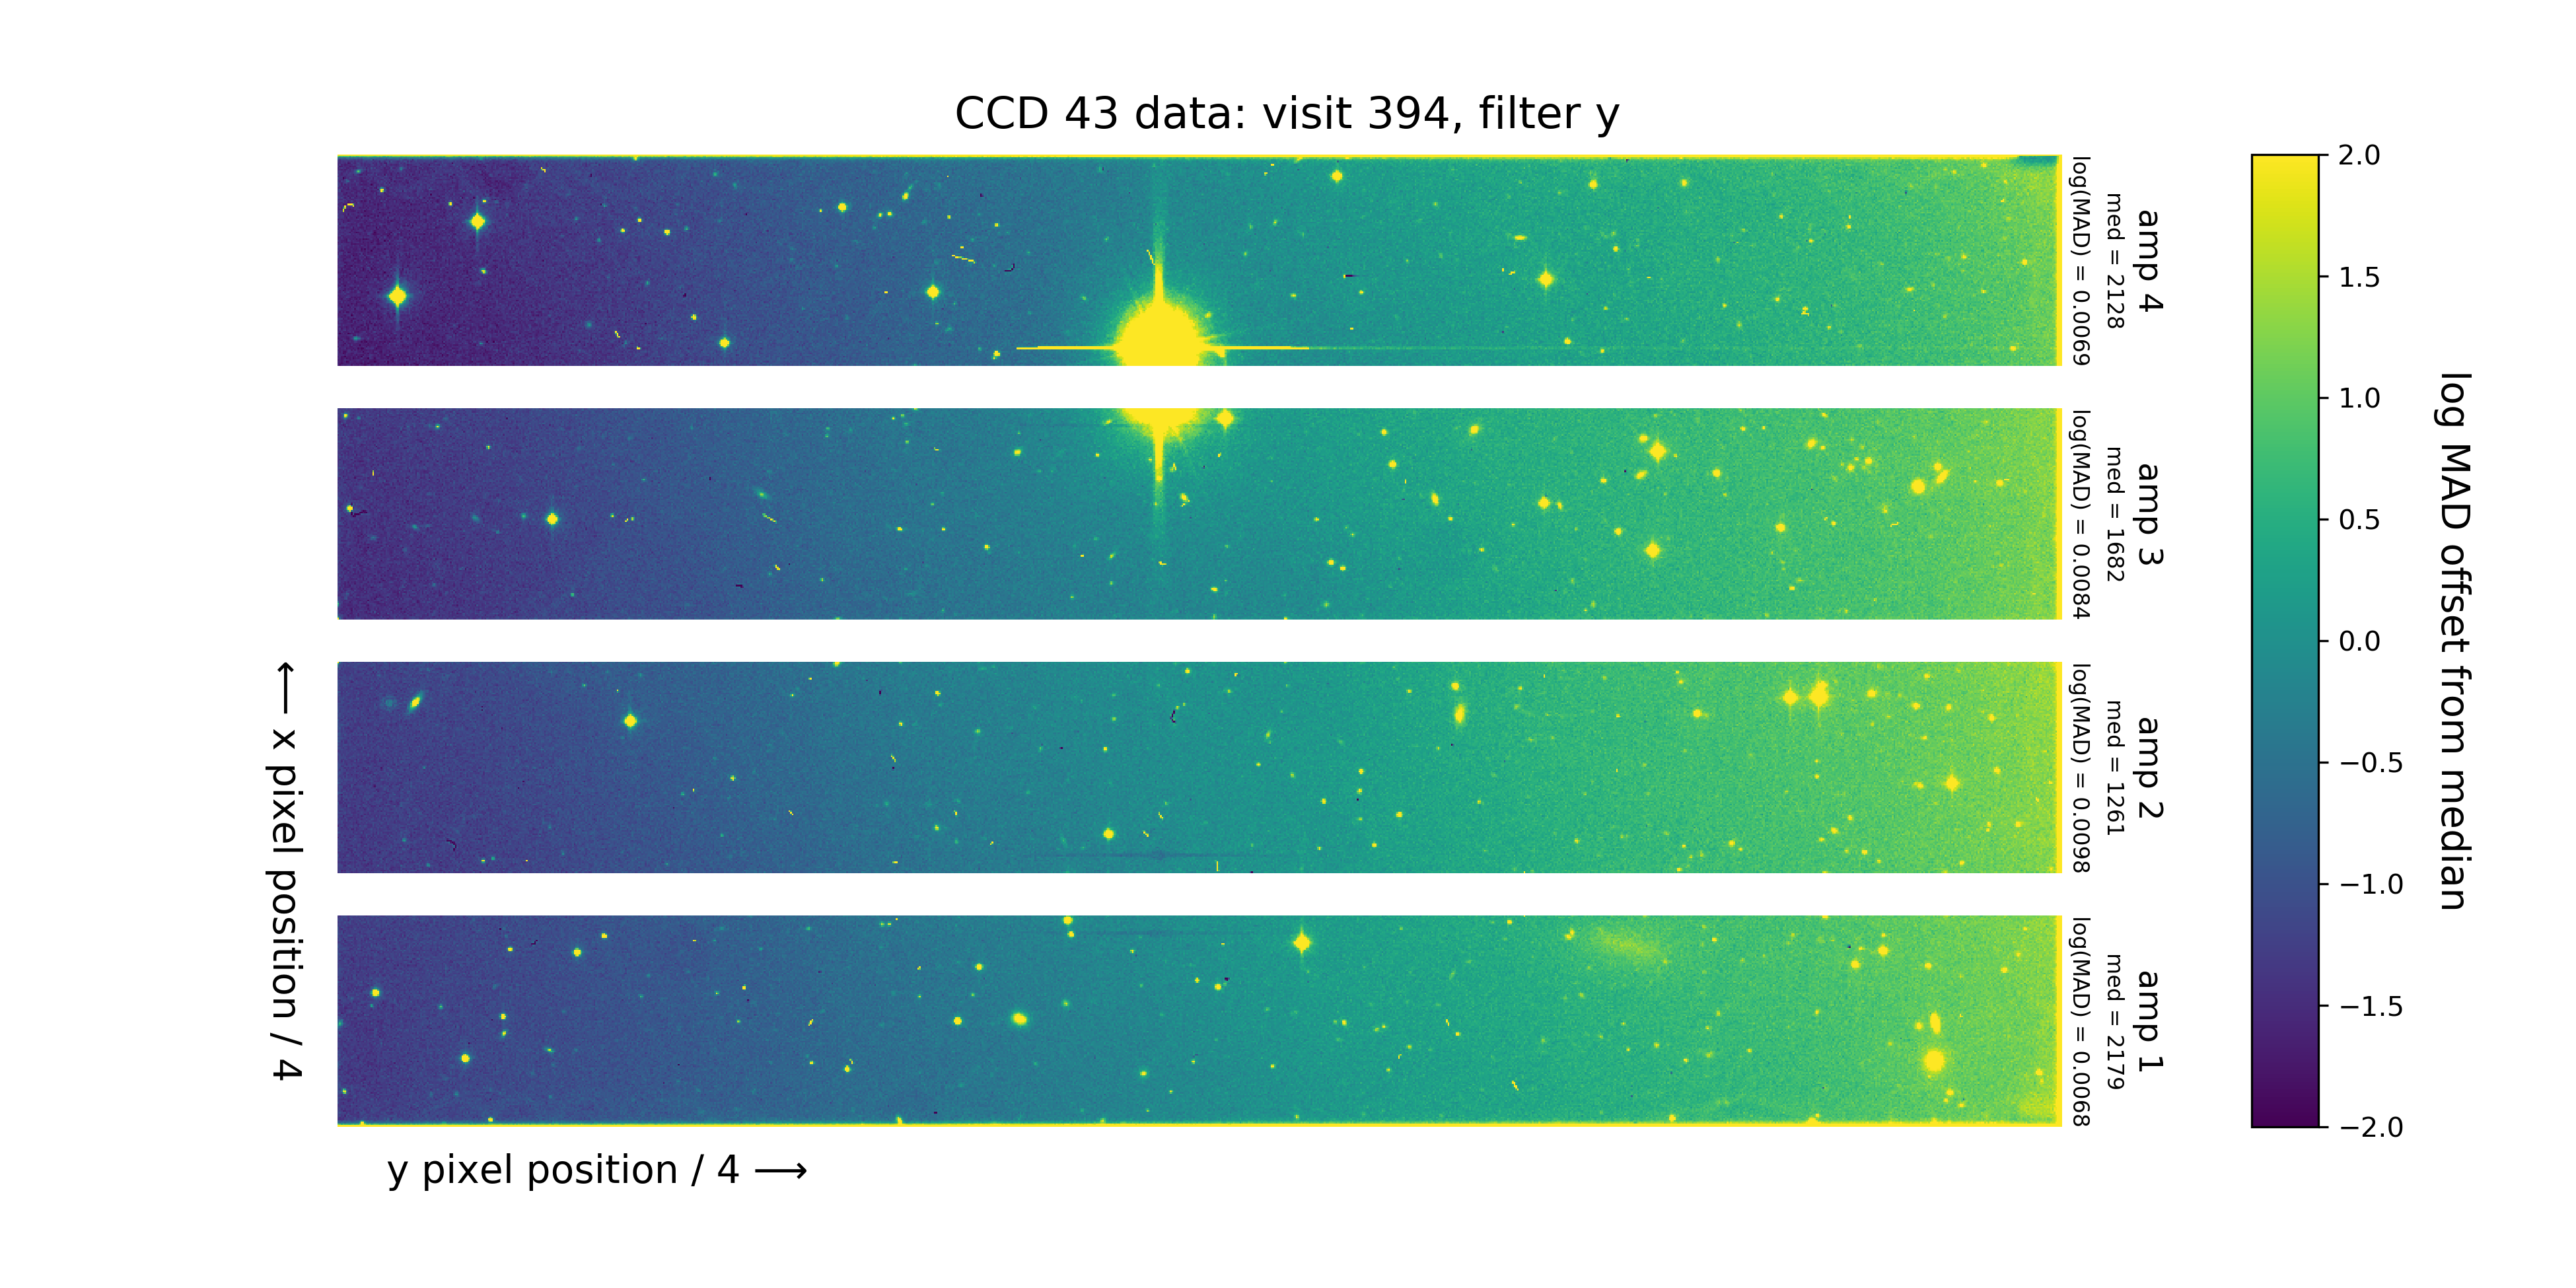 CCD 43 data: visit 394, filter y
amp 4
med = 2128
log(MAD) = 0.0069
amp 3
med = 1682
log(MAD) = 0.0084
amp 2
med = 1261
log(MAD) = 0.0098
amp 1
med = 2179
log(MAD) = 0.0068
⟵ x pixel position / 4
y pixel position / 4 ⟶
2.0
1.5
1.0
0.5
0.0
−0.5
−1.0
−1.5
−2.0
log MAD offset from median